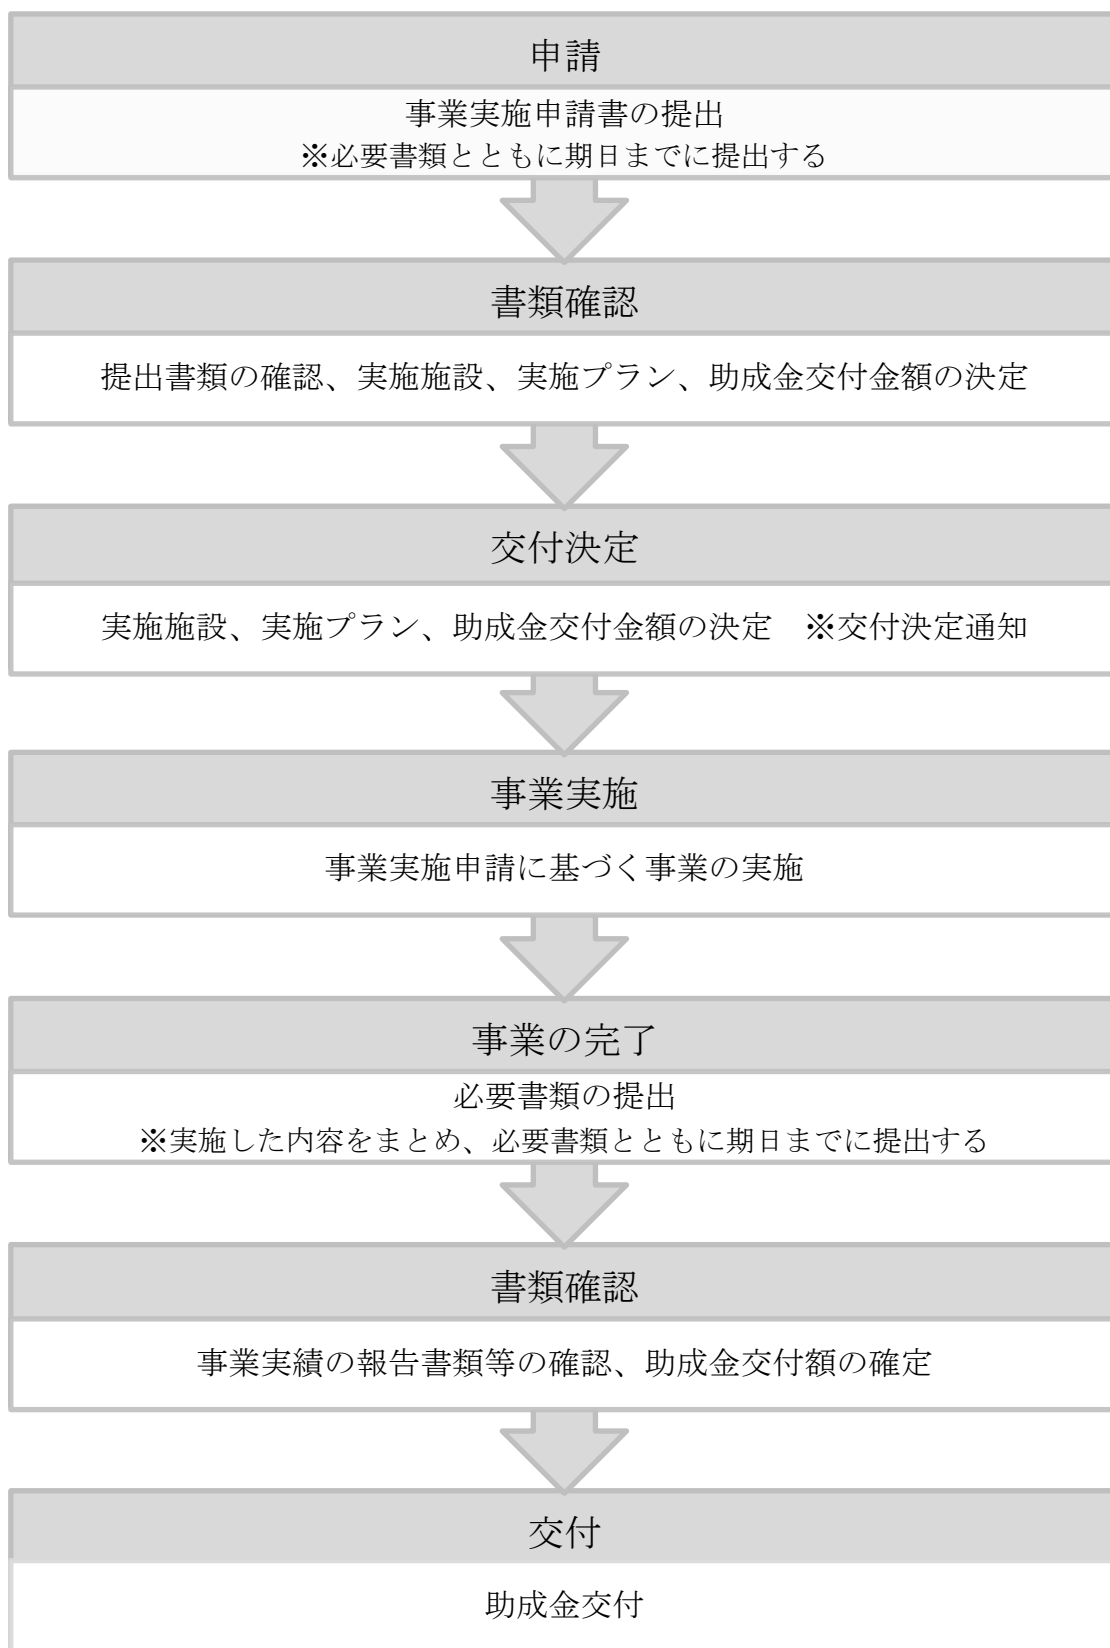 申請
事業実施申請書の提出
※必要書類とともに期日までに提出する
書類確認
提出書類の確認、実施施設、実施プラン、助成金交付金額の決定
交付決定
実施施設、実施プラン、助成金交付金額の決定　※交付決定通知
事業実施
事業実施申請に基づく事業の実施
事業の完了
必要書類の提出
※実施した内容をまとめ、必要書類とともに期日までに提出する
書類確認
事業実績の報告書類等の確認、助成金交付額の確定
交付
助成金交付